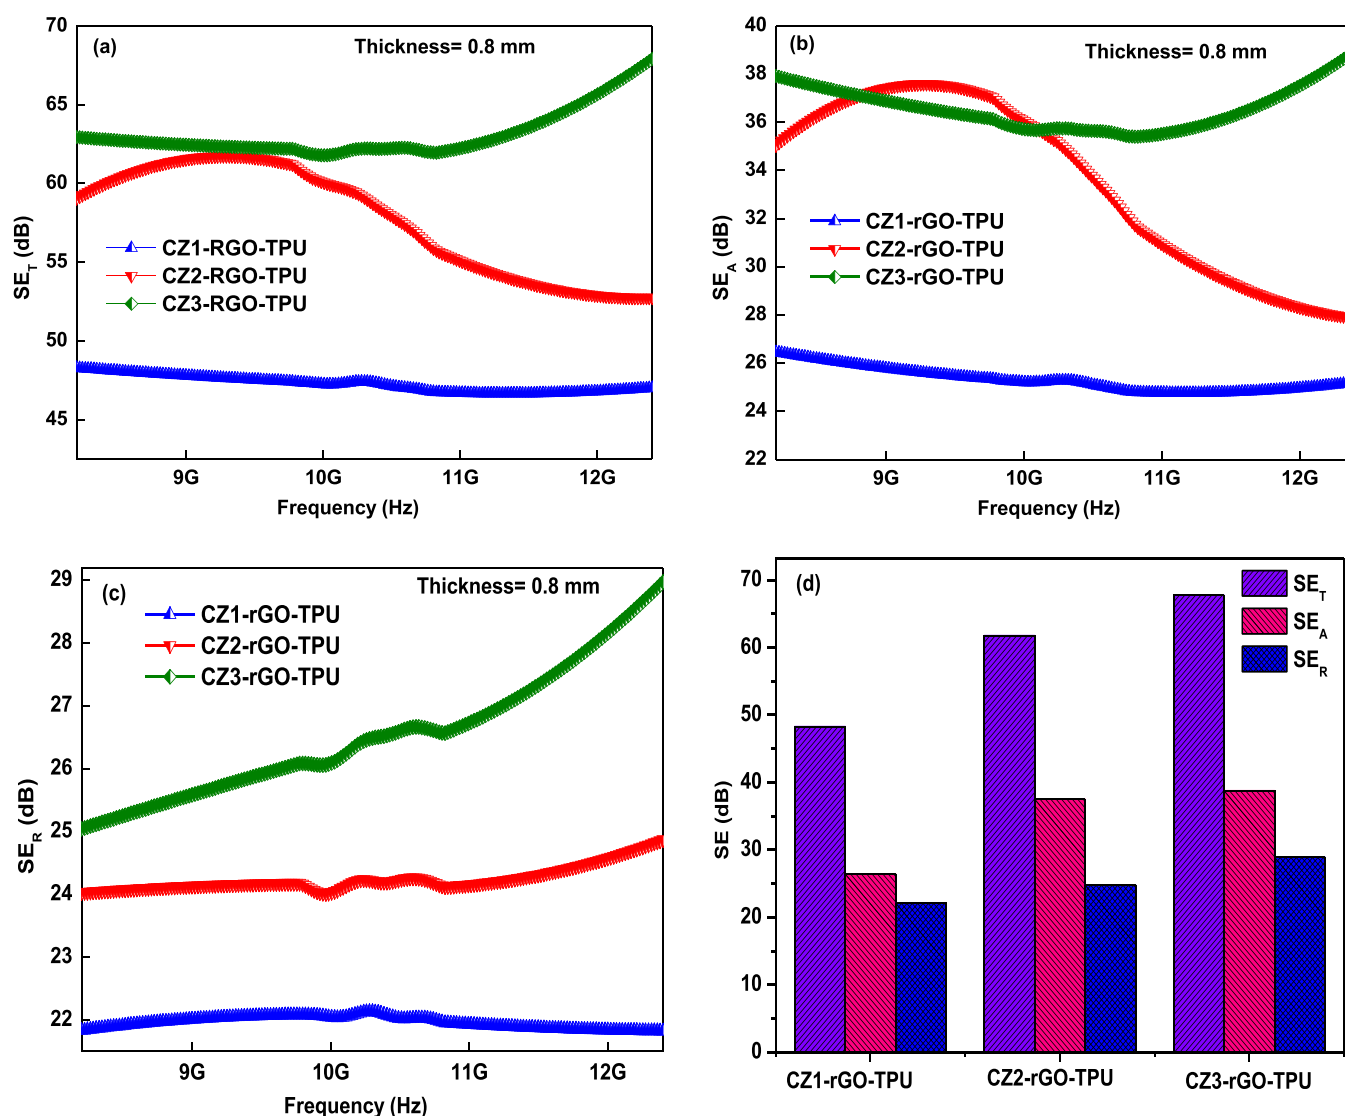 (a)
Thickness= 0.8 mm
70
65
60
55
50
45
SE_T (dB)
CZ1-RGO-TPU
CZ2-RGO-TPU
CZ3-RGO-TPU
9G 10G 11G 12G
Frequency (Hz)
(b)
Thickness= 0.8 mm
40
38
36
34
32
30
28
26
24
22
SE_A (dB)
CZ1-rGO-TPU
CZ2-rGO-TPU
CZ3-rGO-TPU
9G 10G 11G 12G
Frequency (Hz)
(c)
Thickness= 0.8 mm
29
28
27
26
25
24
23
22
SE_R (dB)
CZ1-rGO-TPU
CZ2-rGO-TPU
CZ3-rGO-TPU
9G 10G 11G 12G
Frequency (Hz)
(d)
70
60
50
40
30
20
10
0
SE (dB)
SE_T
SE_A
SE_R
CZ1-rGO-TPU CZ2-rGO-TPU CZ3-rGO-TPU